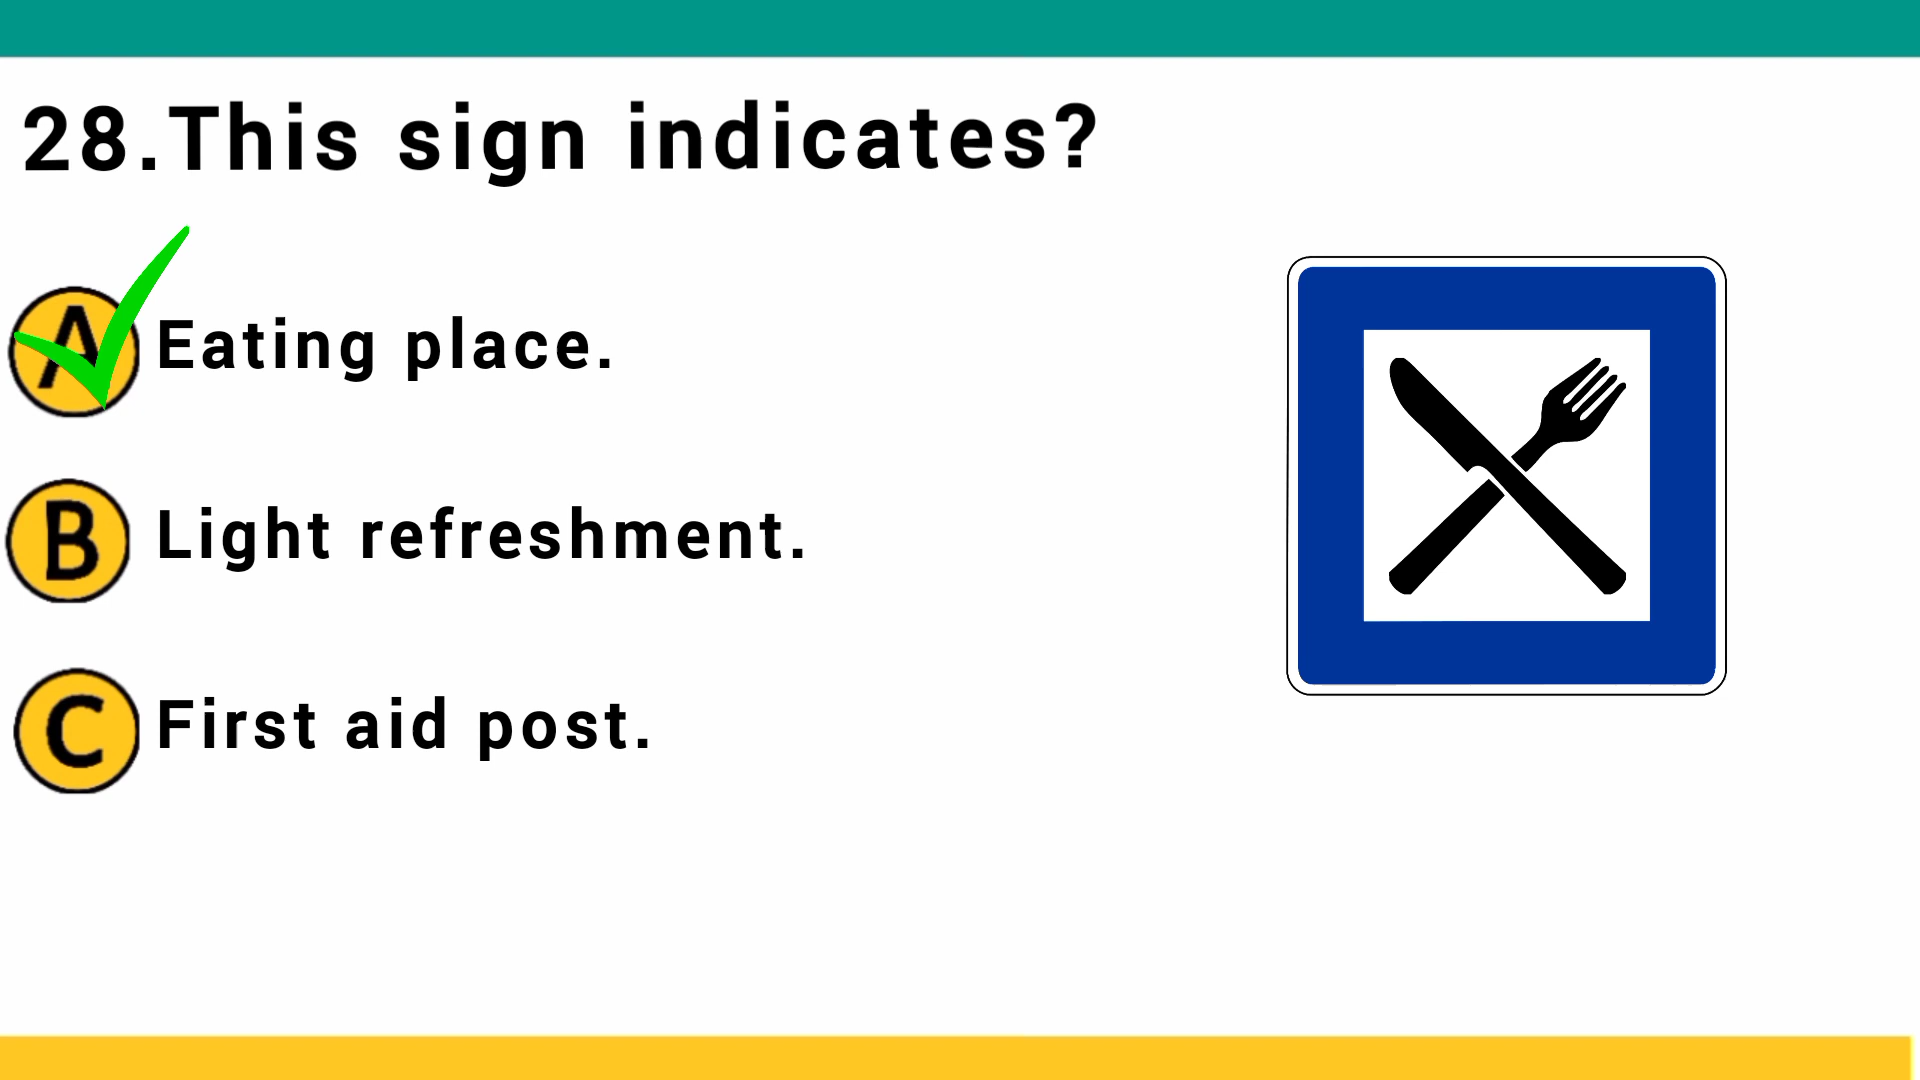 28.This sign indicates?
A Eating place.
B Light refreshment.
C First aid post.